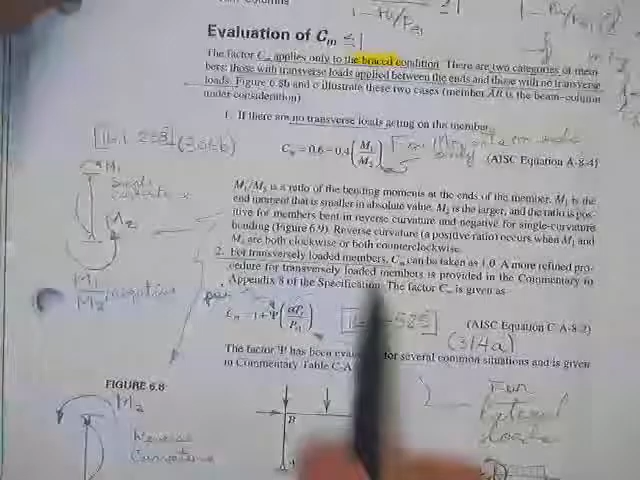 Evaluation of Cm ≤ 1
The factor Cm applies only to the braced condition. There are two categories of mem-
bers: those with transverse loads applied between the ends and those with no transverse
loads. Figure 6.8b and c illustrate these two cases (member AB is the beam–column
under consideration)
1. If there are no transverse loads acting on the member,
Cm = 0.6 – 0.4 (M1/M2)
(AISC Equation A-8-4)
M1/M2 is a ratio of the bending moments at the ends of the member. M1 is the
end moment that is smaller in absolute value, M2 is the larger, and the ratio is pos-
itive for members bent in reverse curvature and negative for single-curvature
bending (Figure 6.9). Reverse curvature (a positive ratio) occurs when M1 and
M2 are both clockwise or both counterclockwise.
2. For transversely loaded members, Cm can be taken as 1.0. A more refined pro-
cedure for transversely loaded members is provided in the Commentary to
Appendix 8 of the Specification. The factor Cm is given as
(AISC Equation C-A-8-2)
(314a)
The factor Ψ has been for several common situations and is given
in Commentary Table C-A
FIGURE 6.8
M1
M2
M1/M2 negative
M2
Reverse
Curvature
B
For
lateral
loads